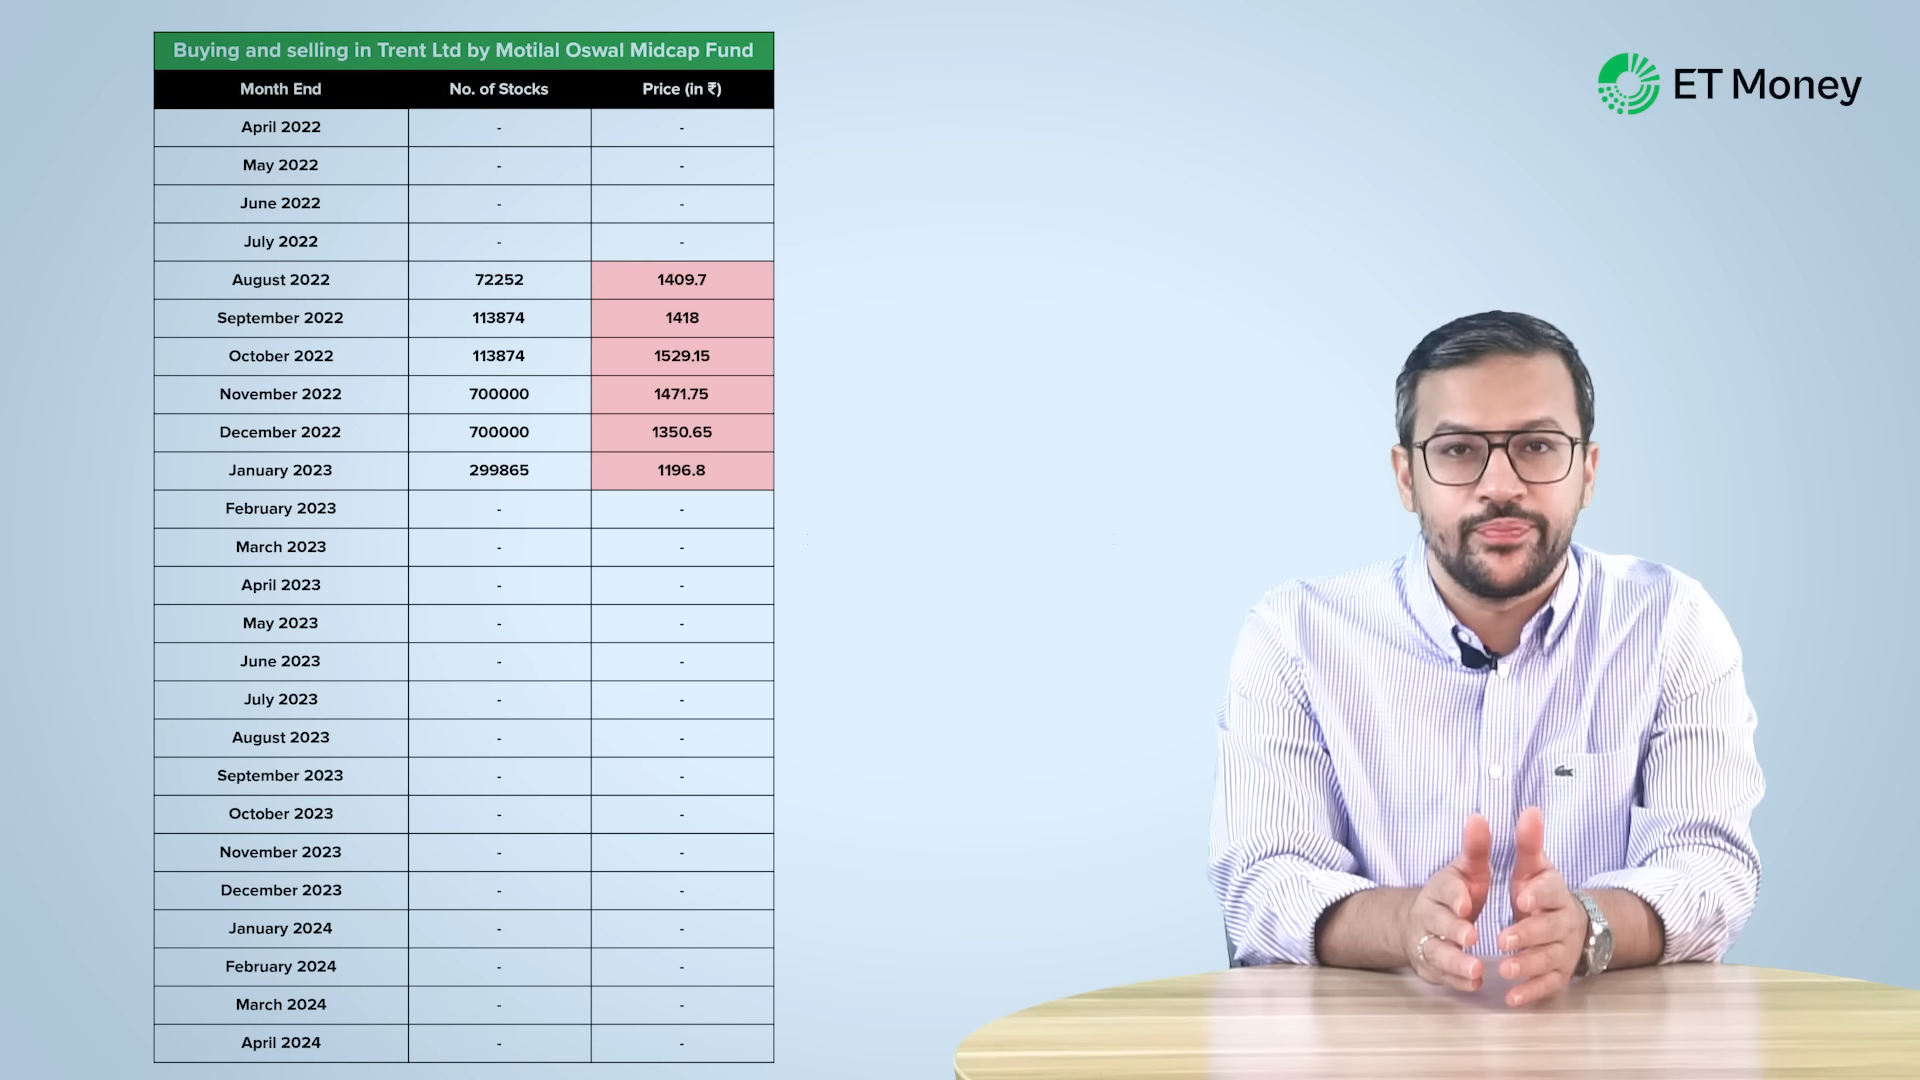 Buying and selling in Trent Ltd by Motilal Oswal Midcap Fund
Month End No. of Stocks Price (in ₹)
April 2022 - -
May 2022 - -
June 2022 - -
July 2022 - -
August 2022 72252 1409.7
September 2022 113874 1418
October 2022 113874 1529.15
November 2022 700000 1471.75
December 2022 700000 1350.65
January 2023 299865 1196.8
February 2023 - -
March 2023 - -
April 2023 - -
May 2023 - -
June 2023 - -
July 2023 - -
August 2023 - -
September 2023 - -
October 2023 - -
November 2023 - -
December 2023 - -
January 2024 - -
February 2024 - -
March 2024 - -
April 2024 - -
ET Money